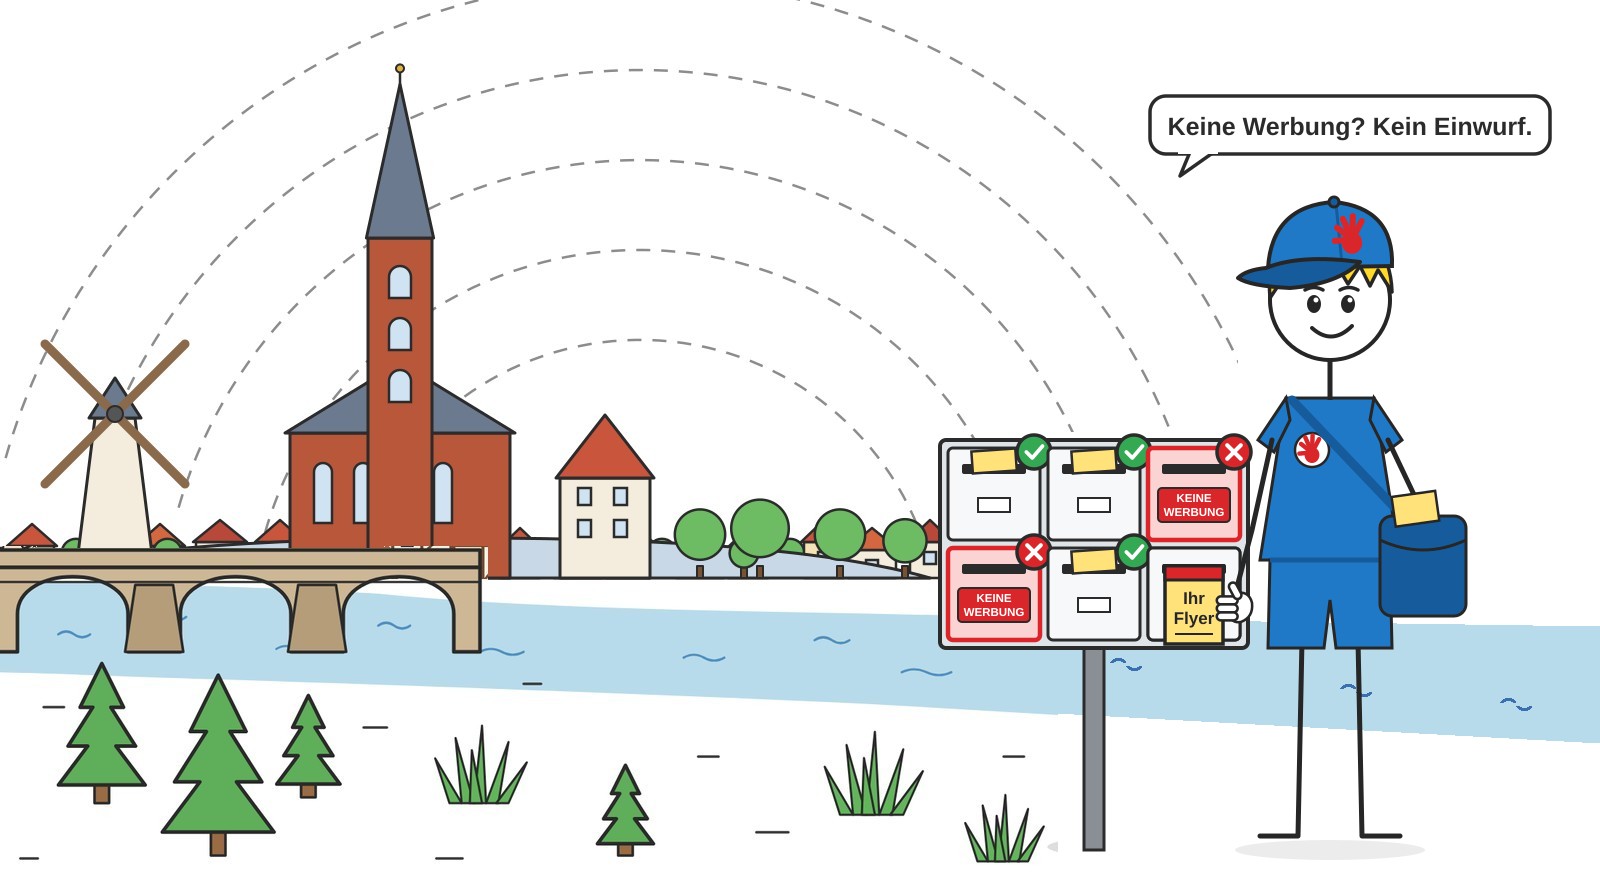 Keine Werbung? Kein Einwurf.
KEINE
WERBUNG
KEINE
WERBUNG
Ihr
Flyer